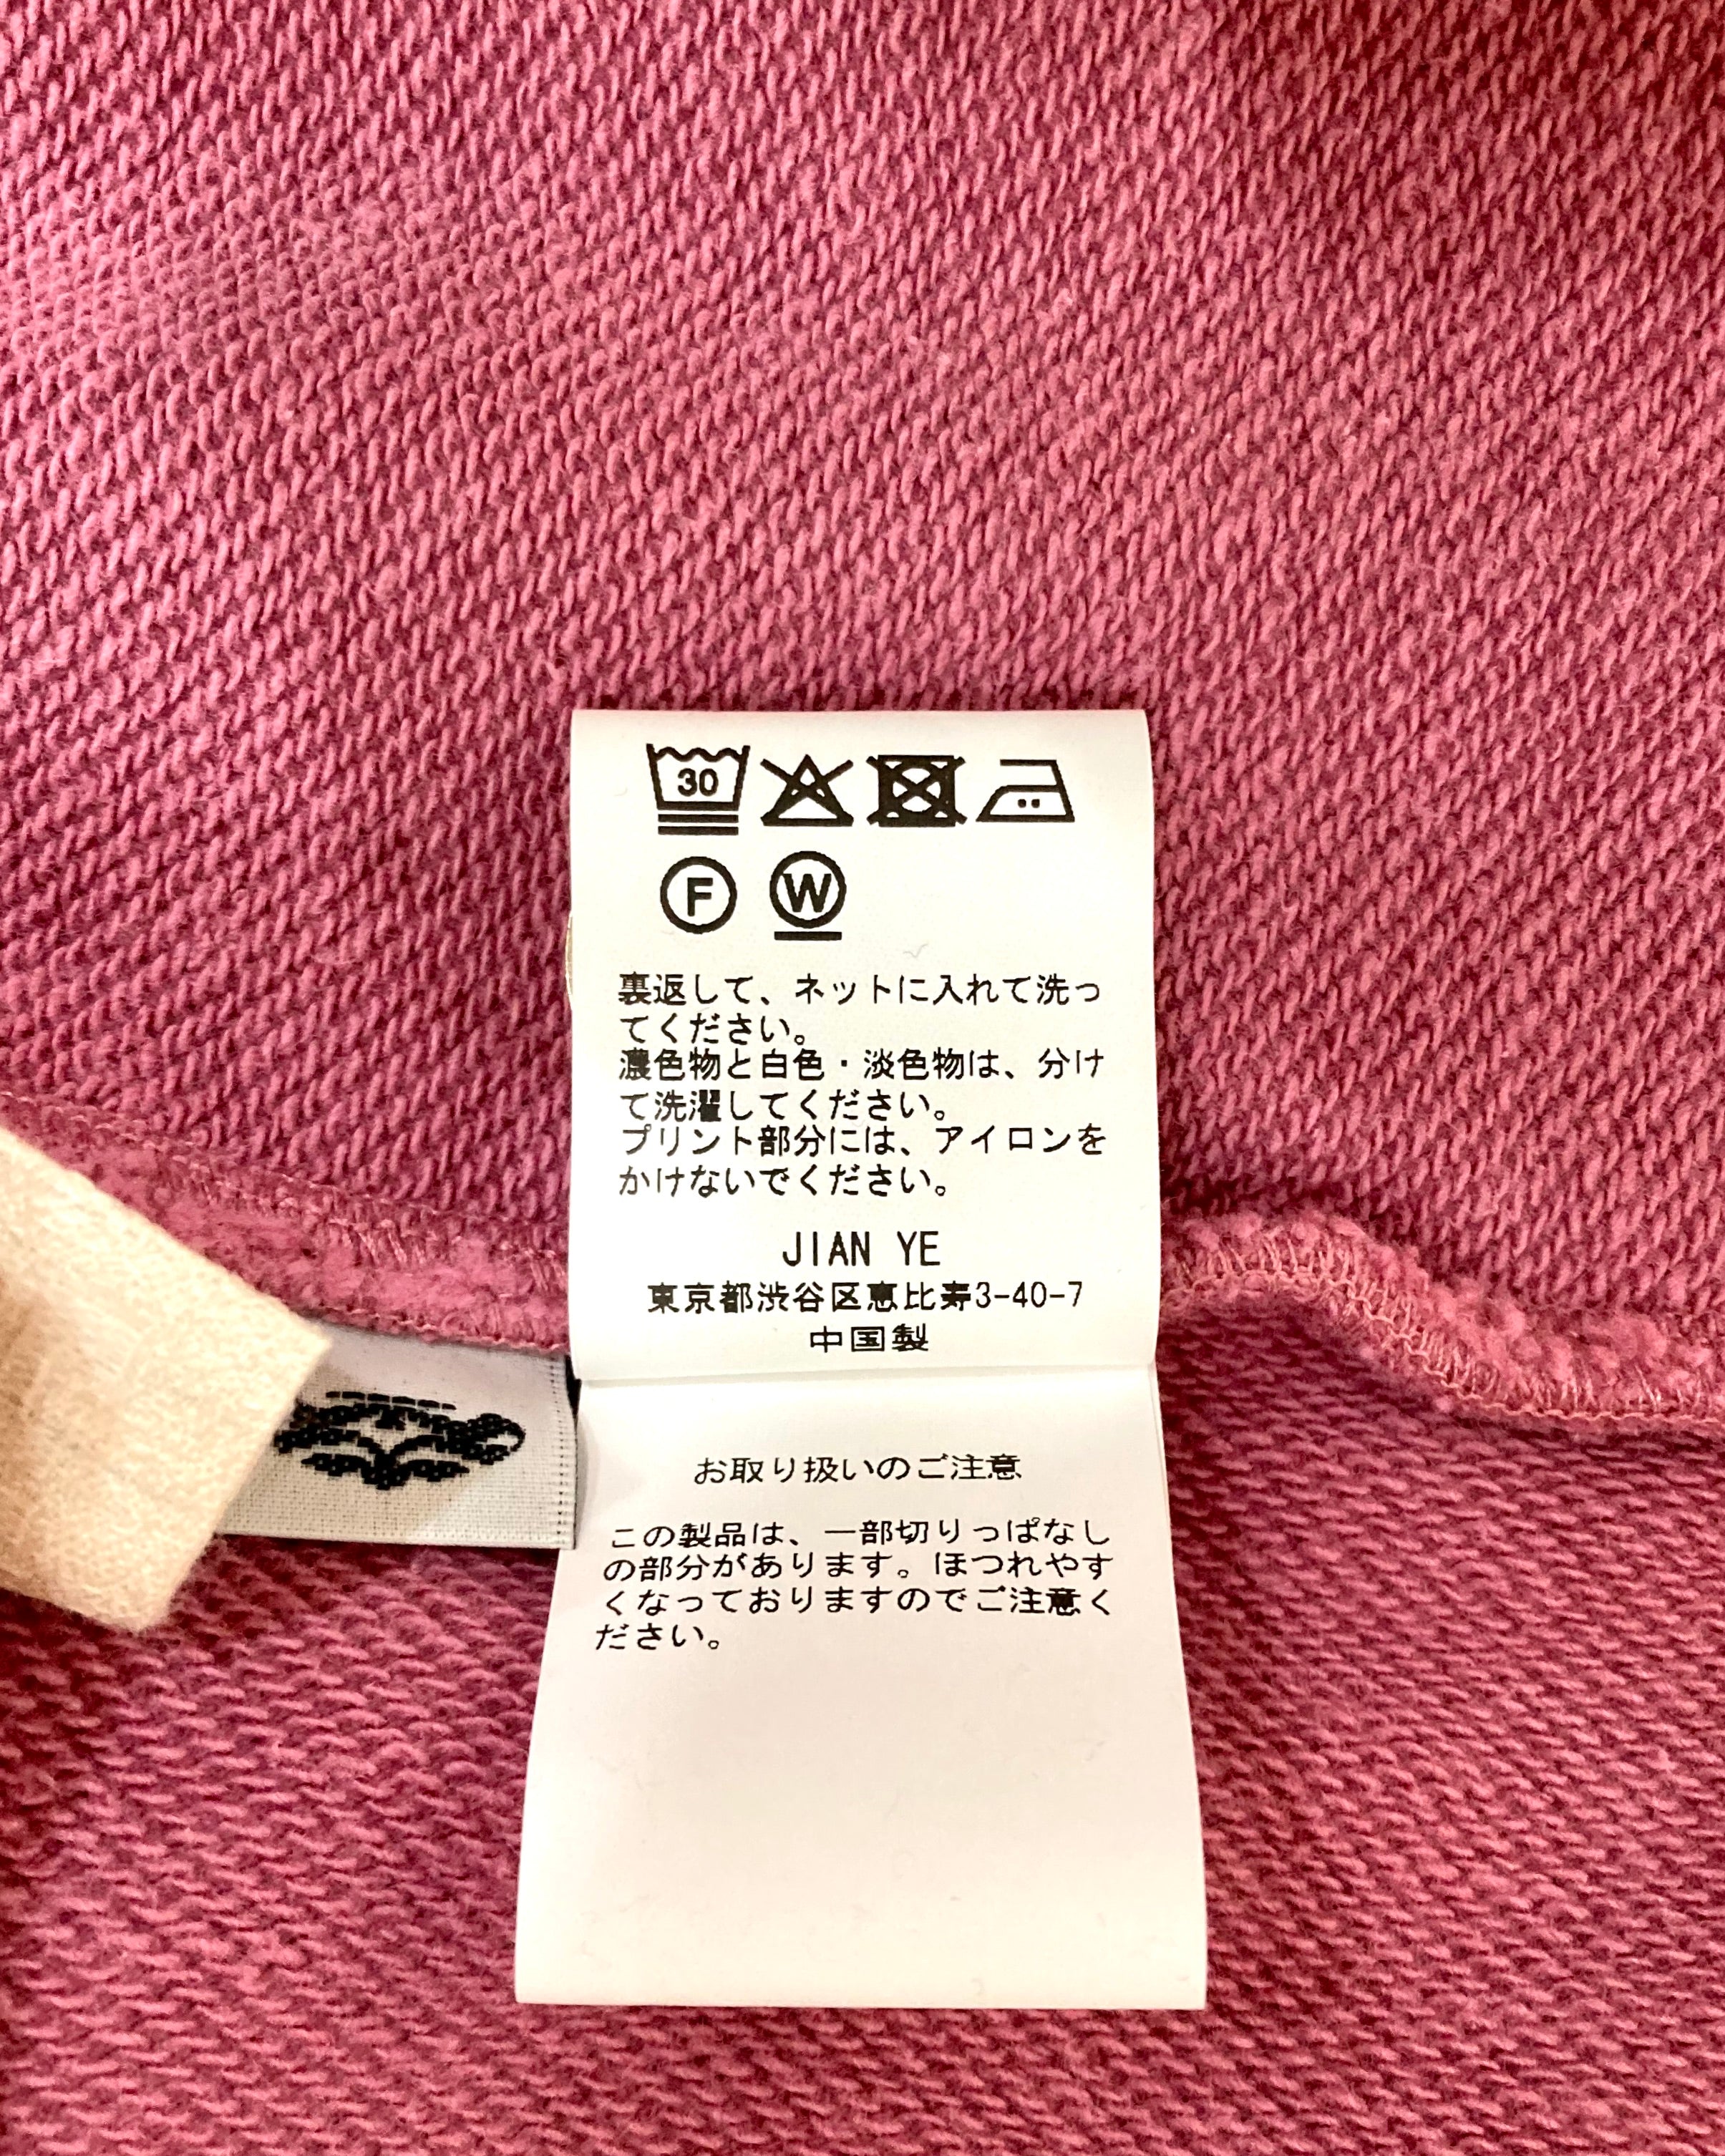 30
F W
裏返して、ネットに入れて洗っ
てください。
濃色物と白色・淡色物は、分け
て洗濯してください。
プリント部分には、アイロンを
かけないでください。
JIAN YE
東京都渋谷区恵比寿3-40-7
中国製
お取り扱いのご注意
この製品は、一部切りっぱなし
の部分があります。ほつれやす
くなっておりますのでご注意く
ださい。